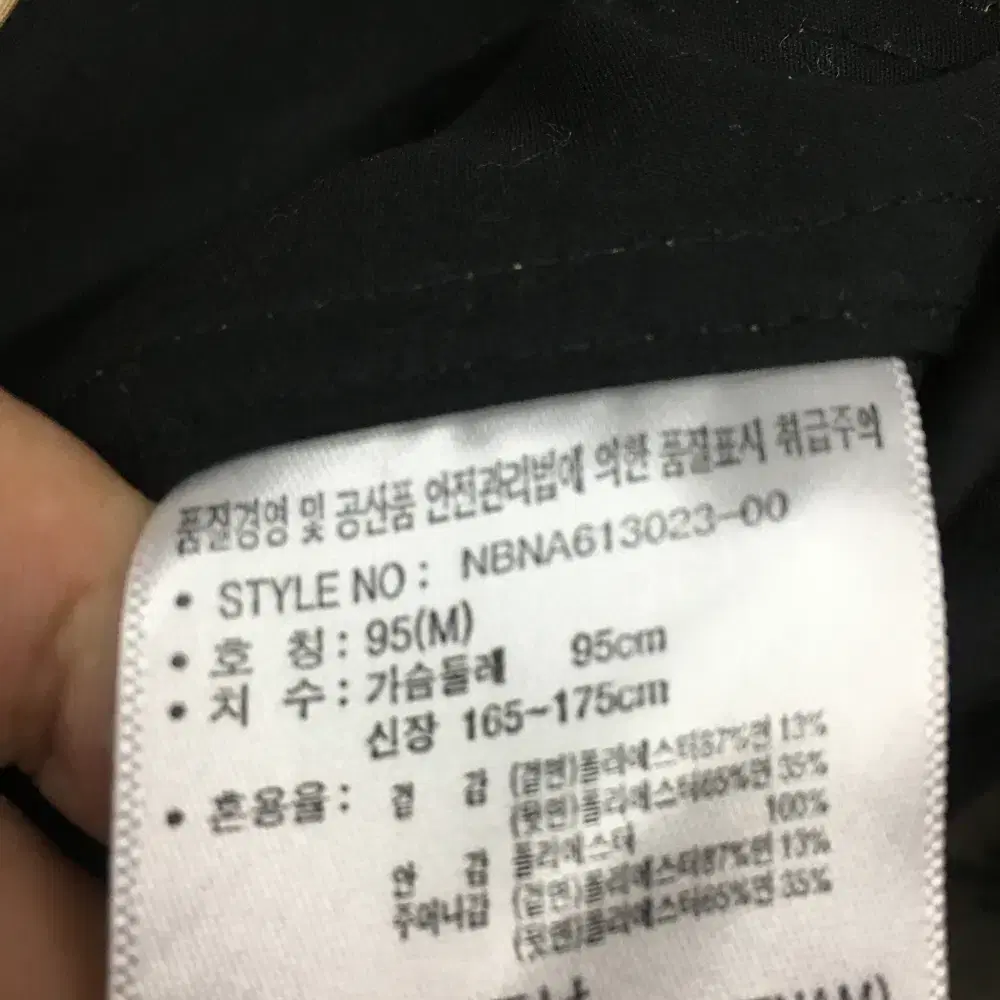 품질경영 및 공산품 안전관리법에 의한 품질표시 취급주의
• STYLE NO : NBNA613023-00
• 호 칭 : 95(M)
• 치 수 : 가슴둘레 95cm
신장 165~175cm
• 혼용율 : 겉 감 (겉면)폴리에스터87%면 13%
(뒷면)폴리에스터65%면 35%
안 감 폴리에스터 100%
주머니감 (겉면)폴리에스터87%면 13%
(뒷면)폴리에스터65%면 35%